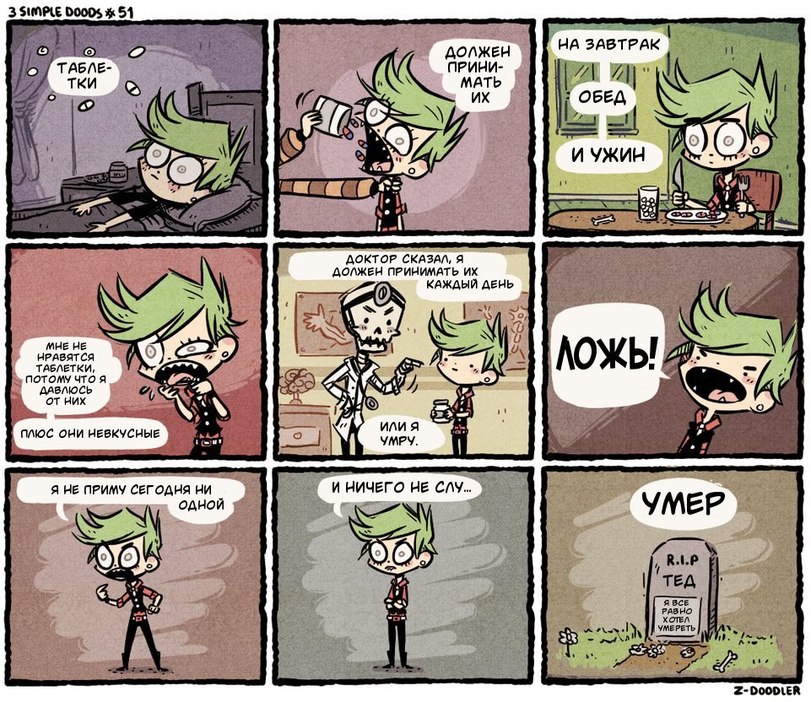 3 SIMPLE DOODS # 51
ТАБЛЕ-
ТКИ
ДОЛЖЕН
ПРИНИ-
МАТЬ
ИХ
НА ЗАВТРАК
ОБЕД
И УЖИН
МНЕ НЕ
НРАВЯТСЯ
ТАБЛЕТКИ,
ПОТОМУ ЧТО Я
ДАВЛЮСЬ
ОТ НИХ
ПЛЮС ОНИ НЕВКУСНЫЕ
ДОКТОР СКАЗАЛ, Я
ДОЛЖЕН ПРИНИМАТЬ ИХ
КАЖДЫЙ ДЕНЬ
ИЛИ Я
УМРУ.
ЛОЖЬ!
Я НЕ ПРИМУ СЕГОДНЯ НИ
ОДНОЙ
И НИЧЕГО НЕ СЛУ...
УМЕР
R.I.P
ТЕД
Я ВСЕ
РАВНО
ХОТЕЛ
УМЕРЕТЬ
Z-DOODLER